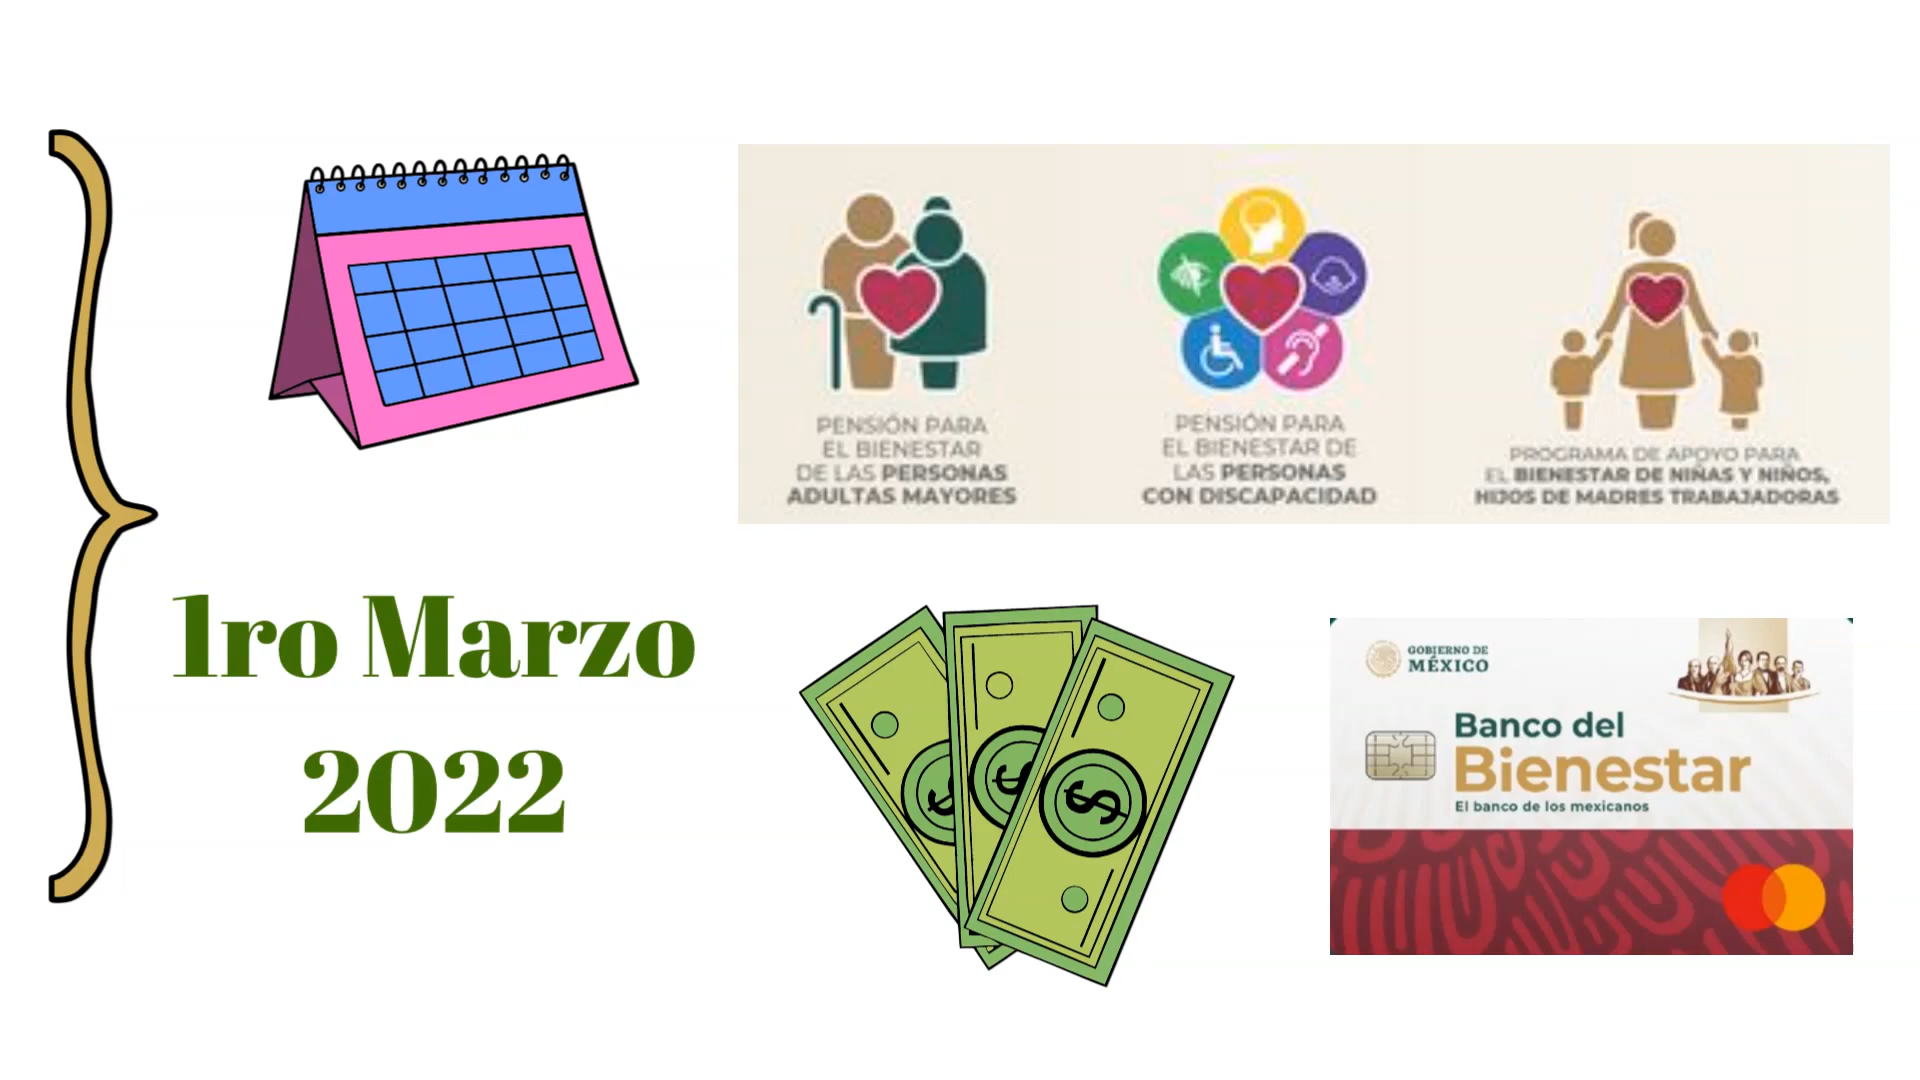 1ro Marzo
2022
PENSIÓN PARA
EL BIENESTAR
DE LAS PERSONAS
ADULTAS MAYORES
PENSIÓN PARA
EL BIENESTAR DE
LAS PERSONAS
CON DISCAPACIDAD
PROGRAMA DE APOYO PARA
EL BIENESTAR DE NIÑAS Y NIÑOS,
HIJOS DE MADRES TRABAJADORAS
GOBIERNO DE
MÉXICO
Banco del
Bienestar
El banco de los mexicanos